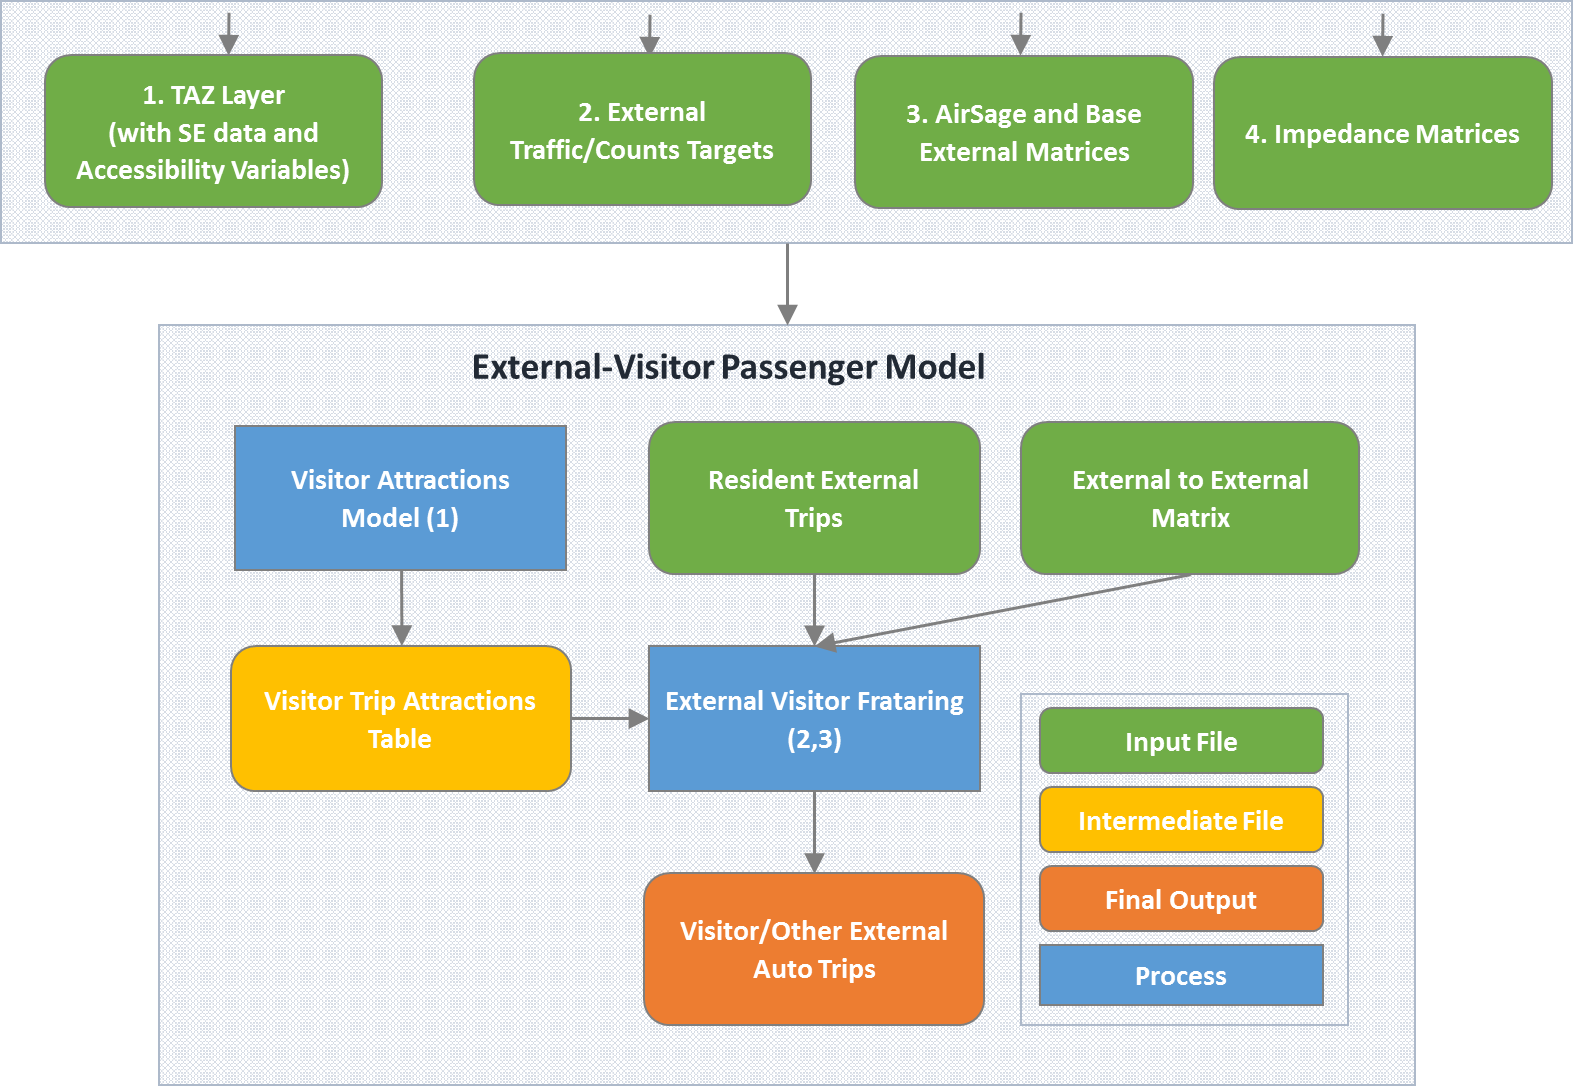 1. TAZ Layer
(with SE data and
Accessibility Variables)
2. External
Traffic/Counts Targets
3. AirSage and Base
External Matrices
4. Impedance Matrices
External-Visitor Passenger Model
Visitor Attractions
Model (1)
Resident External
Trips
External to External
Matrix
Visitor Trip Attractions
Table
External Visitor Frataring
(2,3)
Visitor/Other External
Auto Trips
Input File
Intermediate File
Final Output
Process